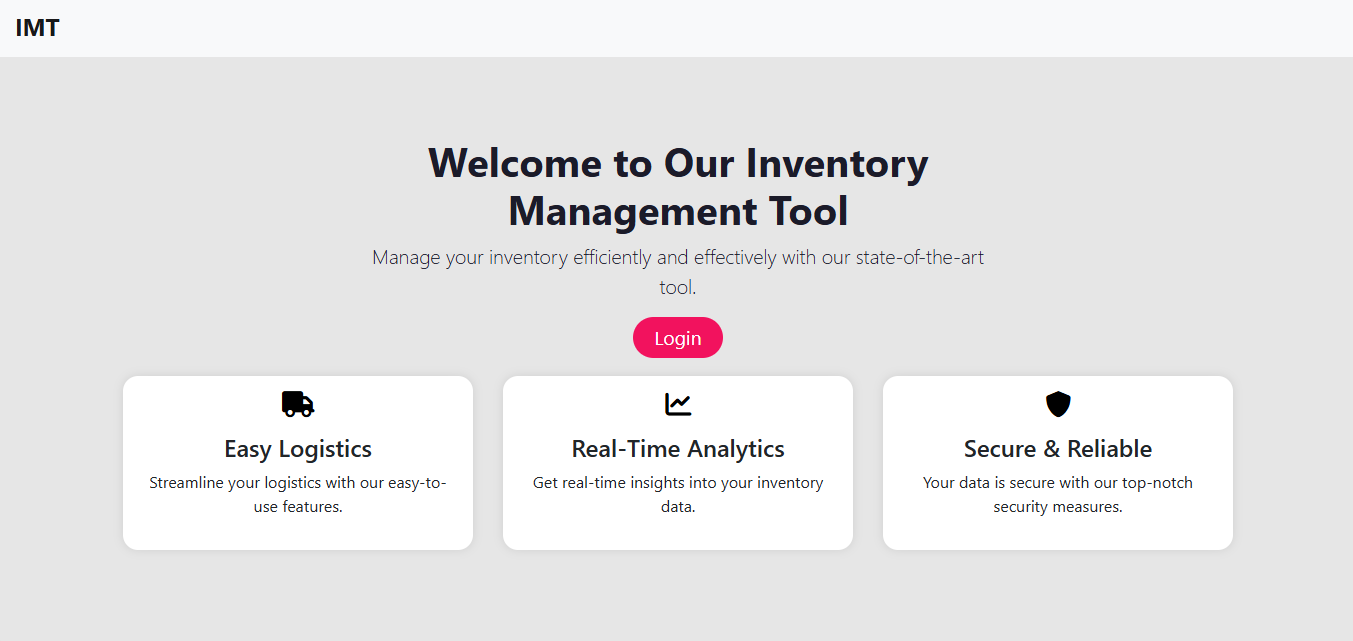 IMT
Welcome to Our Inventory
Management Tool
Manage your inventory efficiently and effectively with our state-of-the-art
tool.
Login
Easy Logistics
Streamline your logistics with our easy-to-
use features.
Real-Time Analytics
Get real-time insights into your inventory
data.
Secure & Reliable
Your data is secure with our top-notch
security measures.